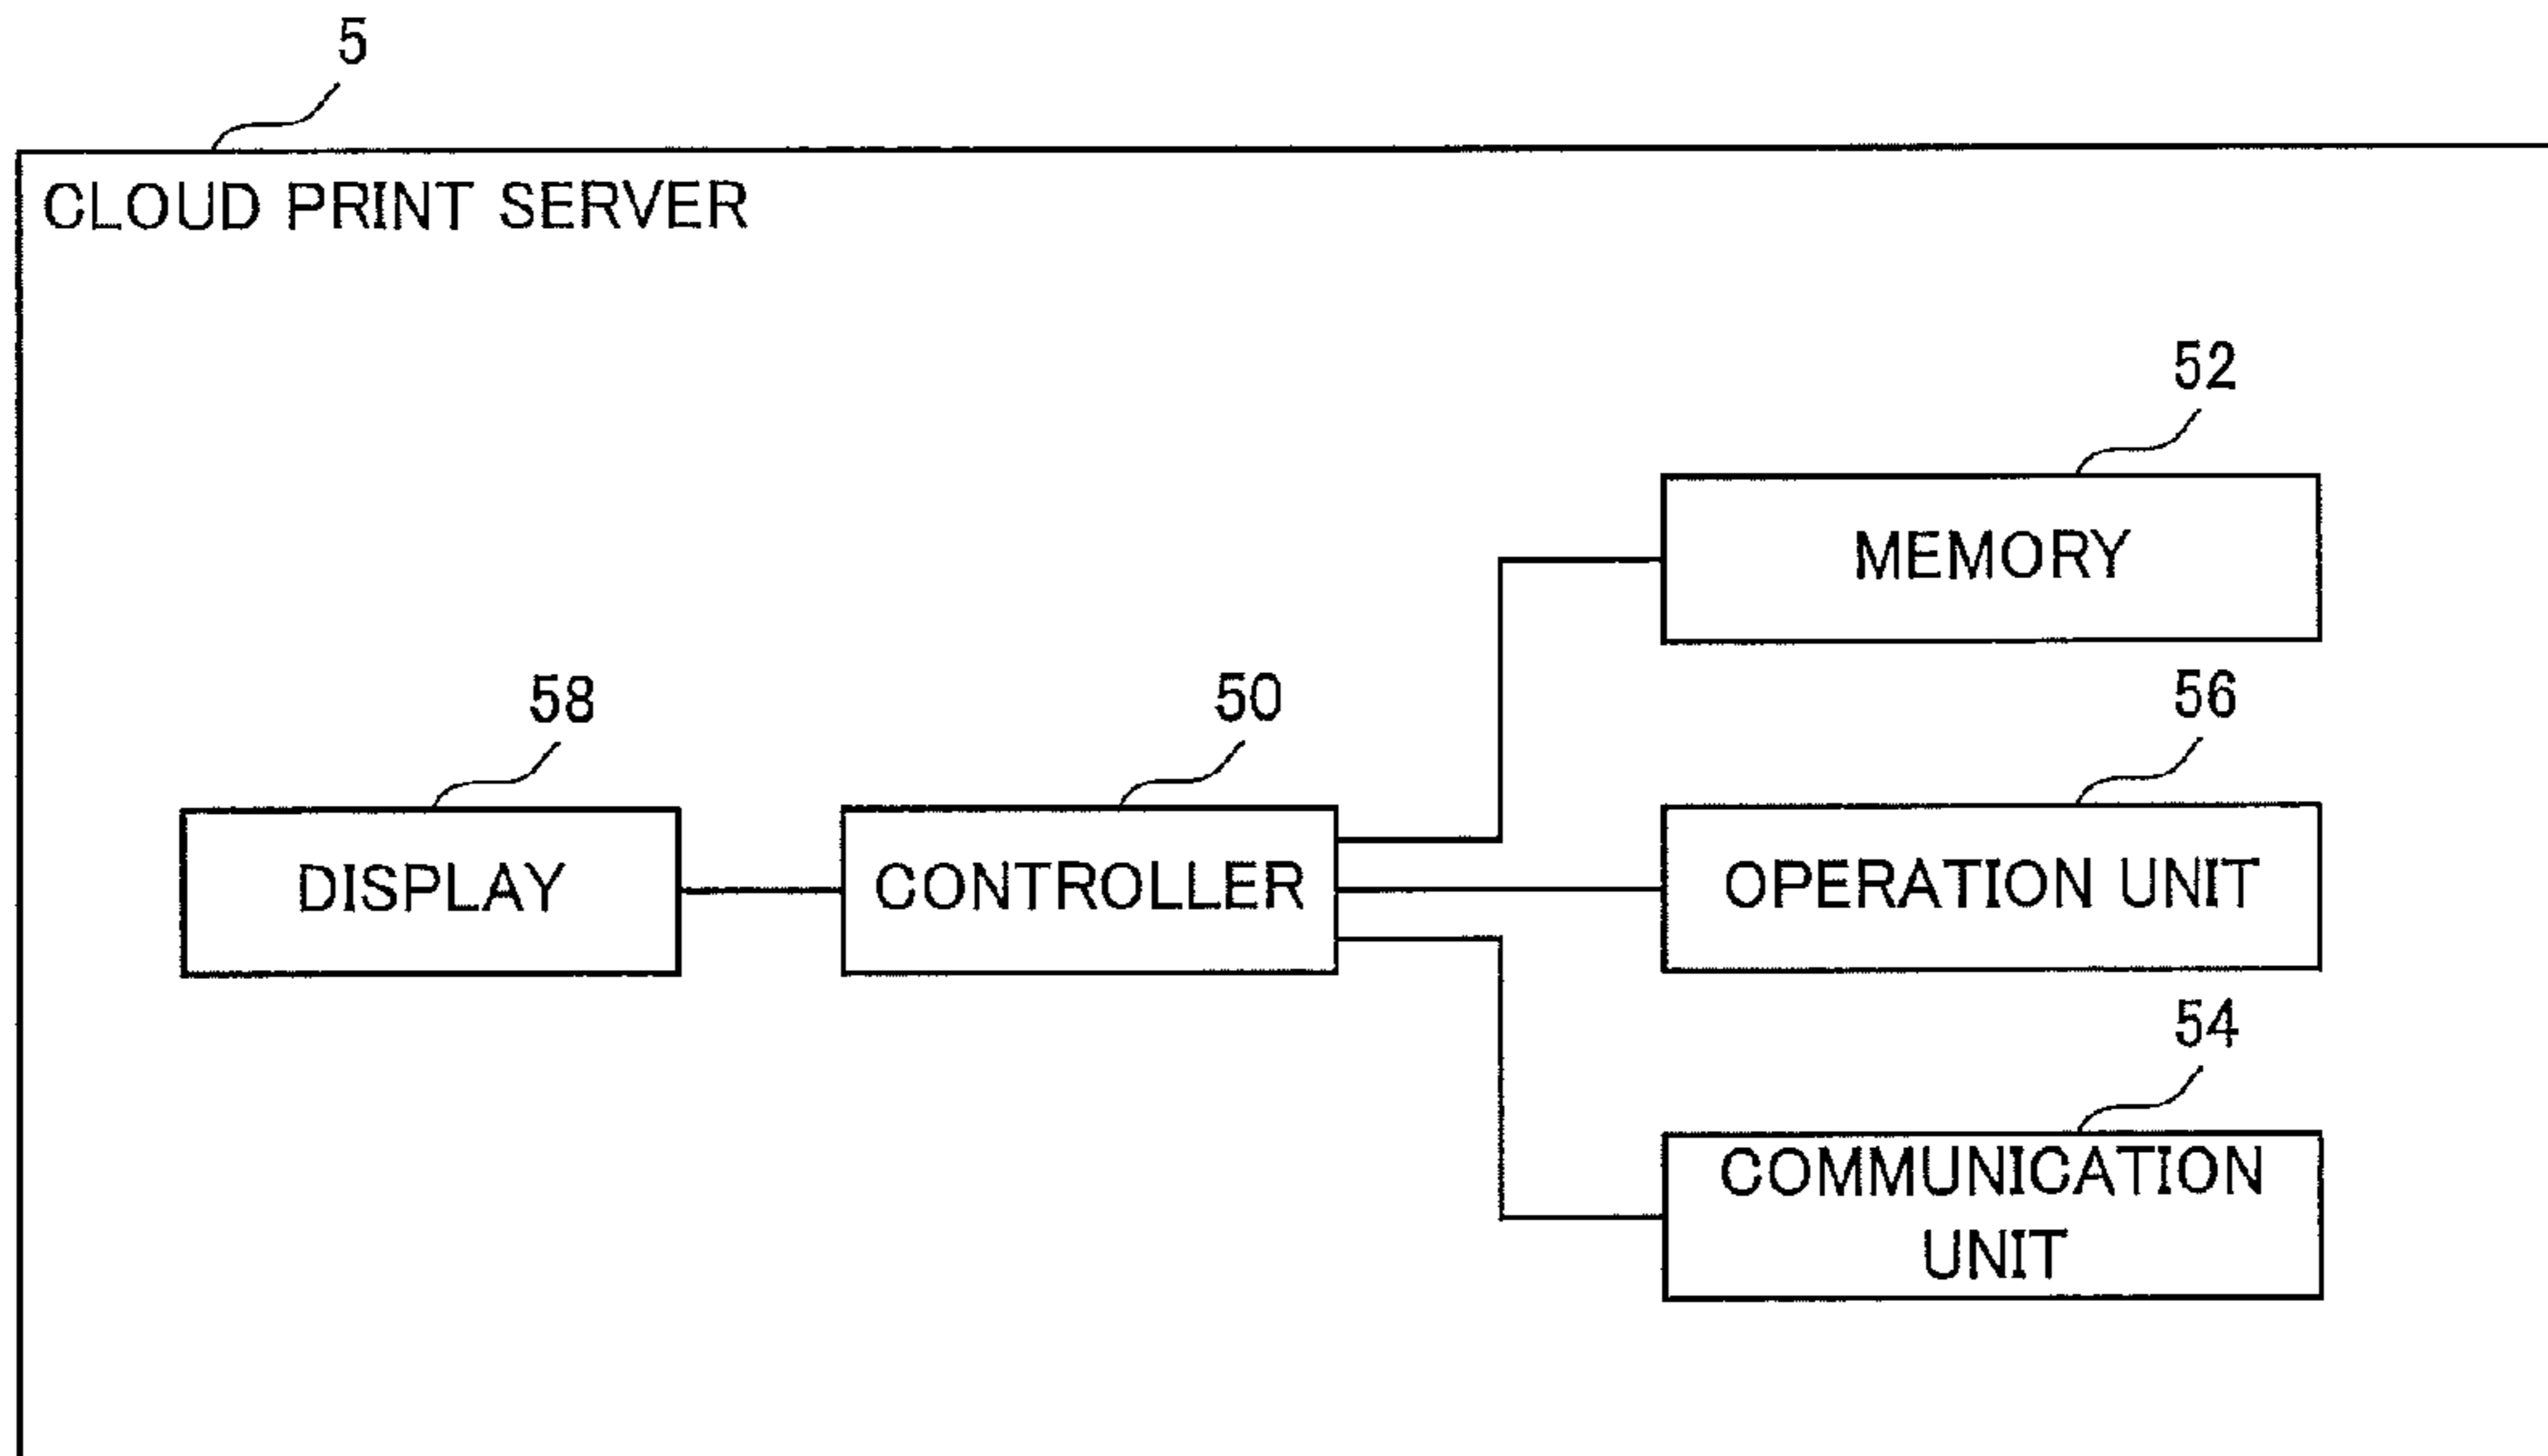 5
CLOUD PRINT SERVER
52
MEMORY
58
50
56
DISPLAY
CONTROLLER
OPERATION UNIT
54
COMMUNICATION
UNIT